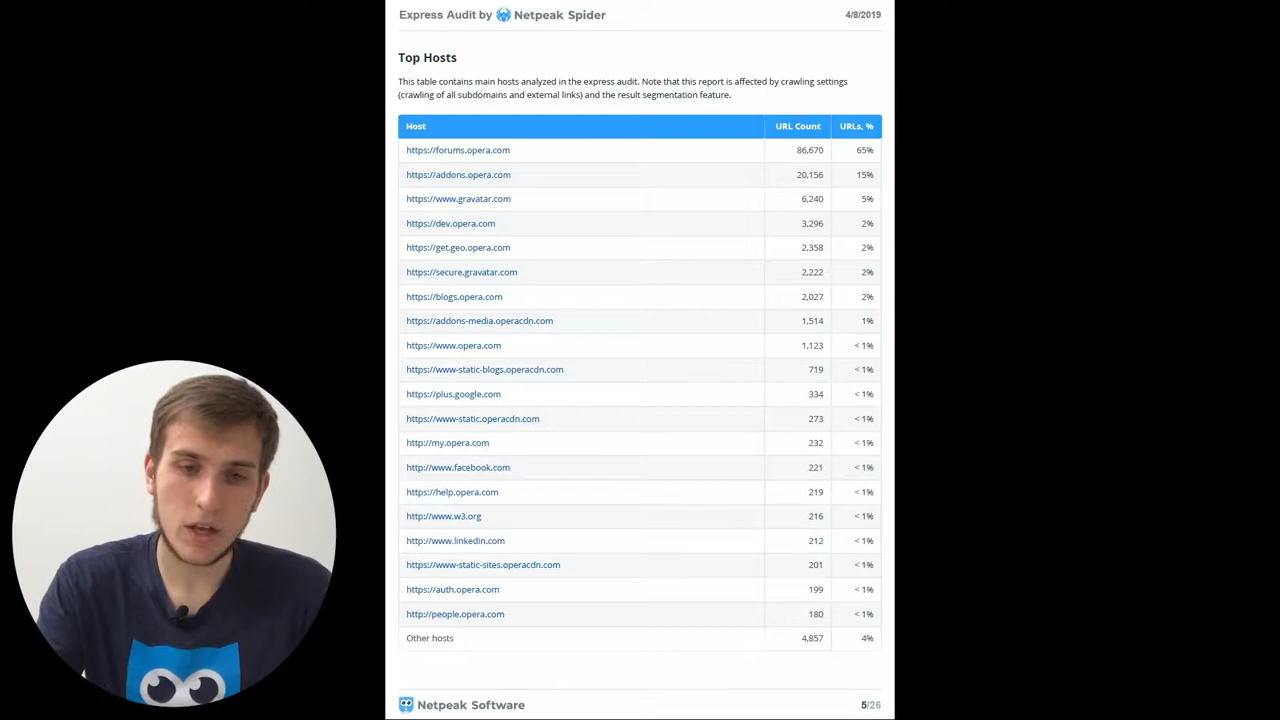 Express Audit by Netpeak Spider 4/8/2019
Top Hosts
This table contains main hosts analyzed in the express audit. Note that this report is affected by crawling settings
(crawling of all subdomains and external links) and the result segmentation feature.
Host URL Count URLs, %
https://forums.opera.com 86,670 65%
https://addons.opera.com 20,156 15%
https://www.gravatar.com 6,240 5%
https://dev.opera.com 3,296 2%
https://get.geo.opera.com 2,358 2%
https://secure.gravatar.com 2,222 2%
https://blogs.opera.com 2,027 2%
https://addons-media.operacdn.com 1,514 1%
https://www.opera.com 1,123 < 1%
https://www-static-blogs.operacdn.com 719 < 1%
https://plus.google.com 334 < 1%
https://www-static.operacdn.com 273 < 1%
http://my.opera.com 232 < 1%
http://www.facebook.com 221 < 1%
https://help.opera.com 219 < 1%
http://www.w3.org 216 < 1%
http://www.linkedin.com 212 < 1%
https://www-static-sites.operacdn.com 201 < 1%
https://auth.opera.com 199 < 1%
http://people.opera.com 180 < 1%
Other hosts 4,857 4%
Netpeak Software 5/26